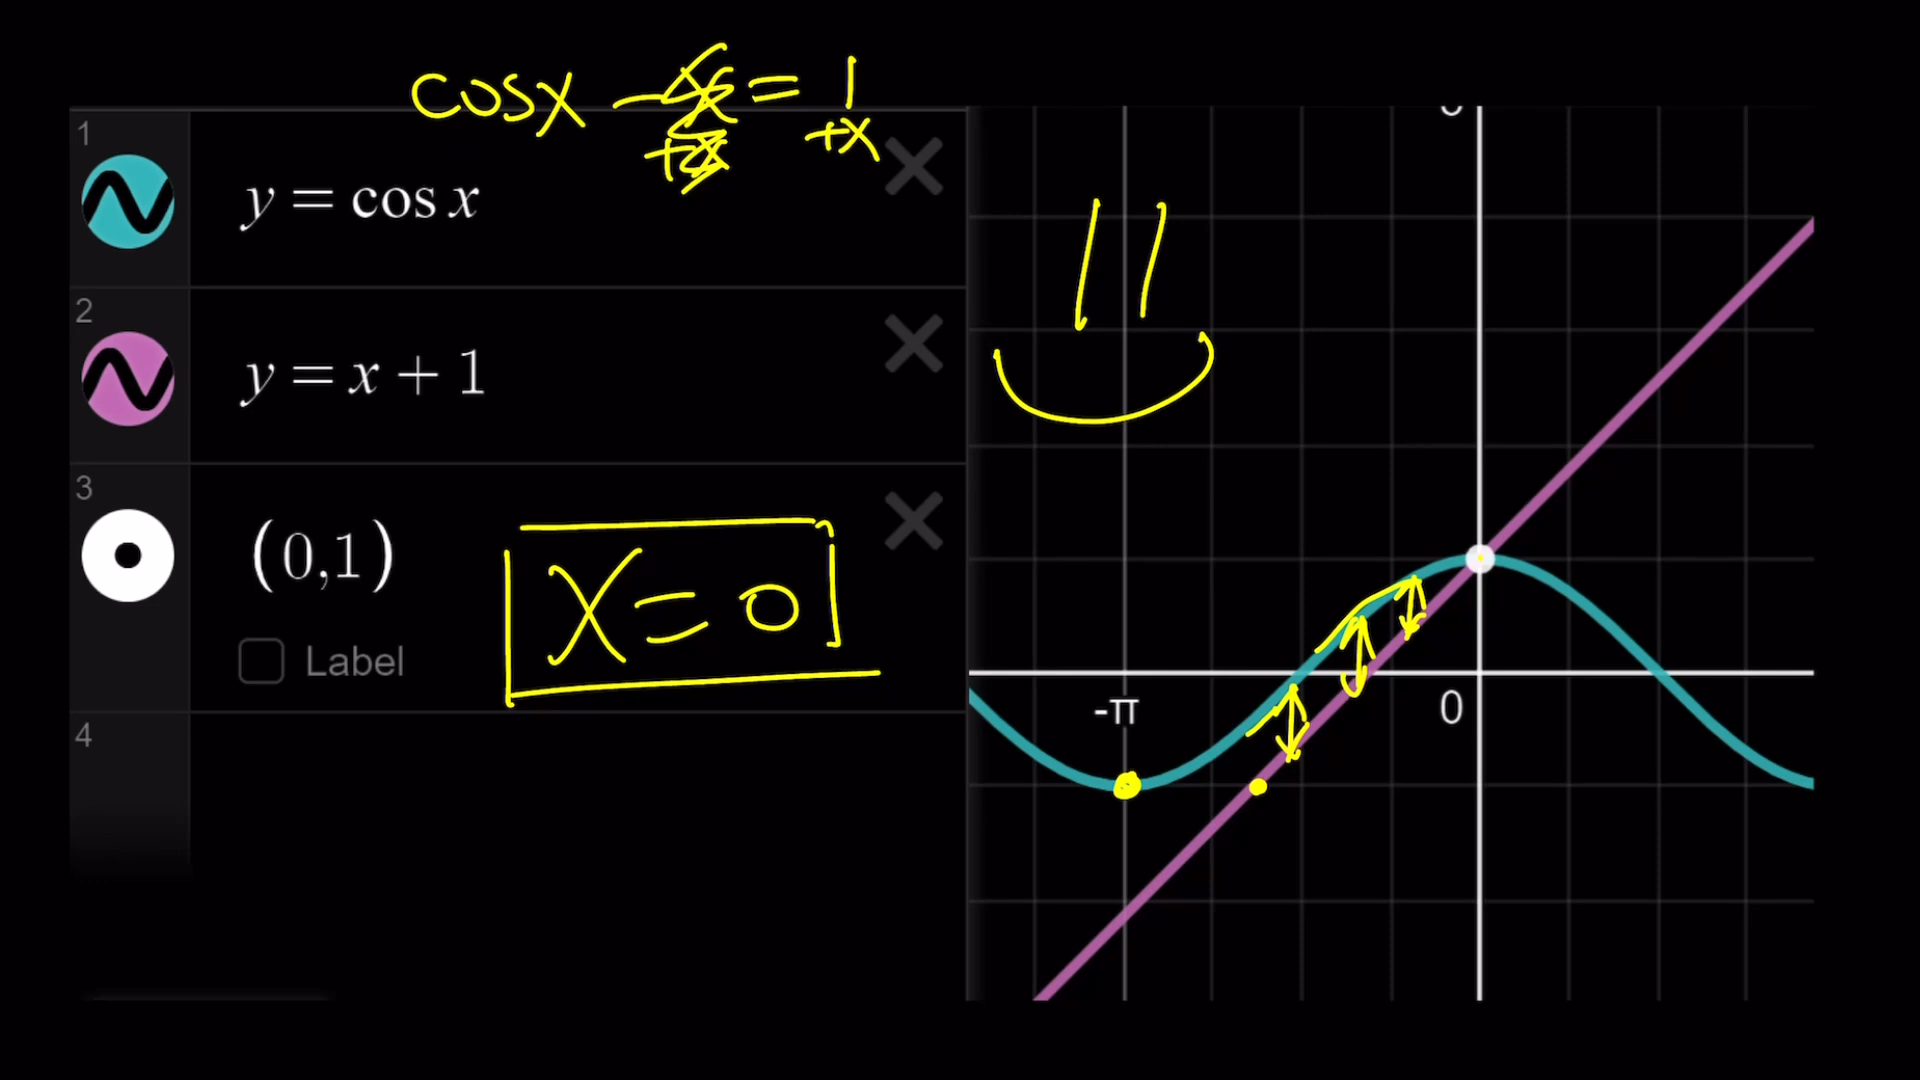 cosx -x = 1
+x +x
1
y = cos x
2
y = x + 1
3
(0,1)
X = 0
Label
4
-π
0